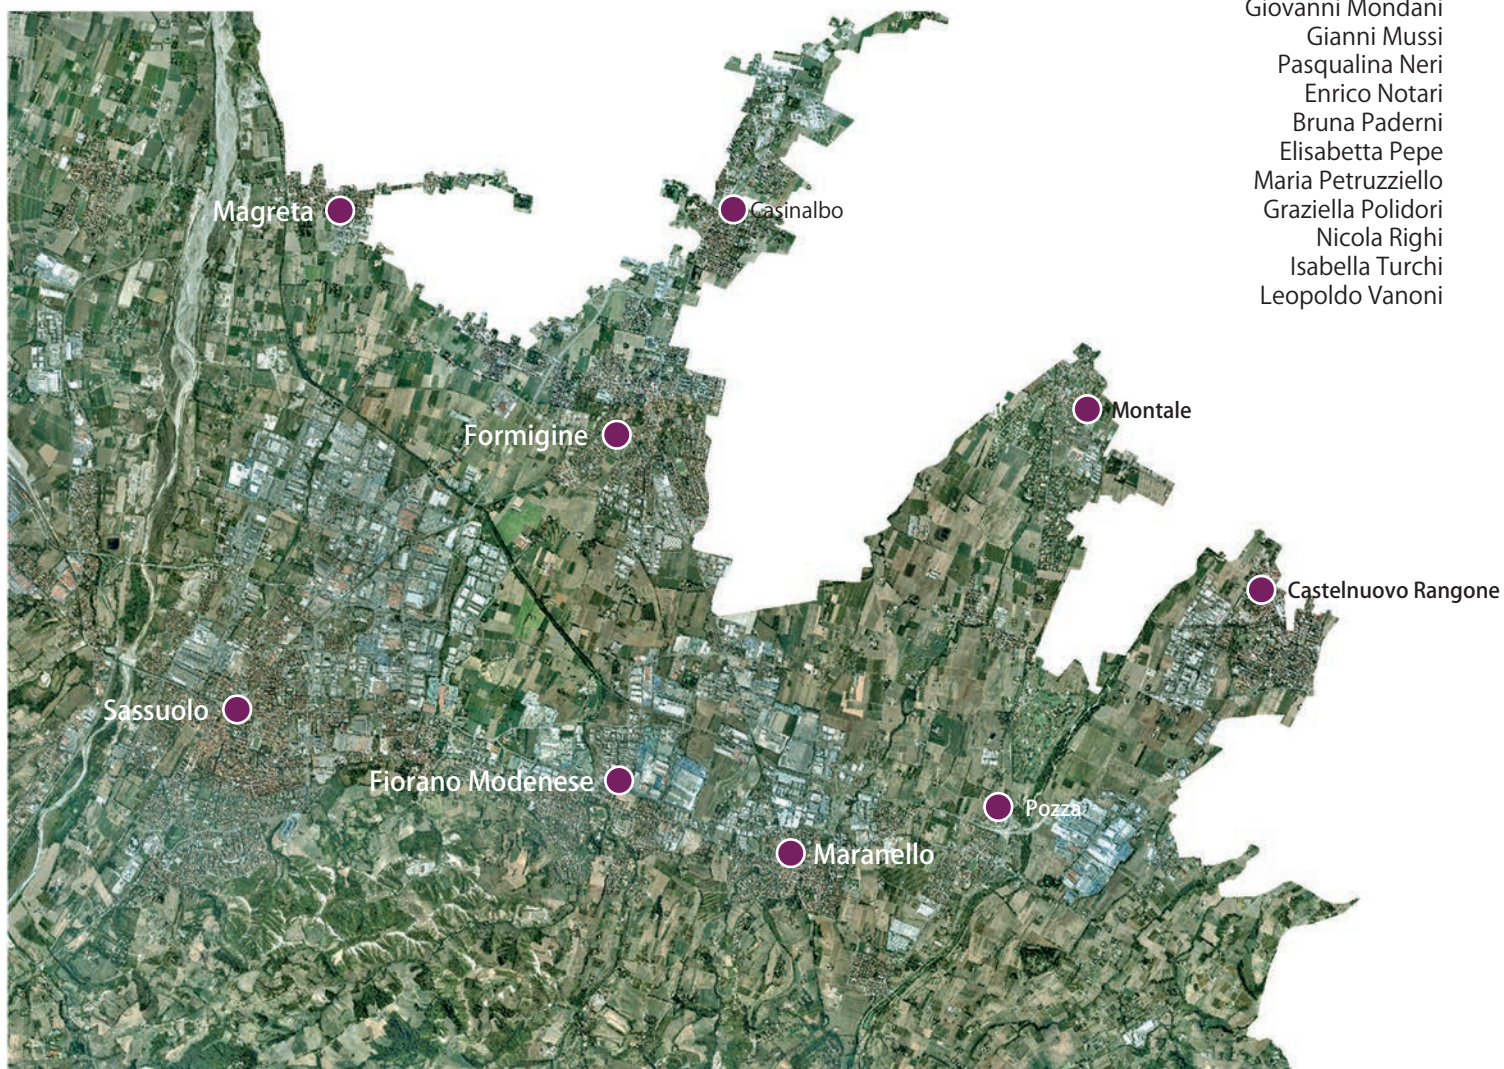 Giovanni Mondani
Gianni Mussi
Pasqualina Neri
Enrico Notari
Bruna Paderni
Elisabetta Pepe
Maria Petruzziello
Graziella Polidori
Nicola Righi
Isabella Turchi
Leopoldo Vanoni
Magreta
Casinalbo
Montale
Formigine
Castelnuovo Rangone
Sassuolo
Fiorano Modenese
Pozza
Maranello